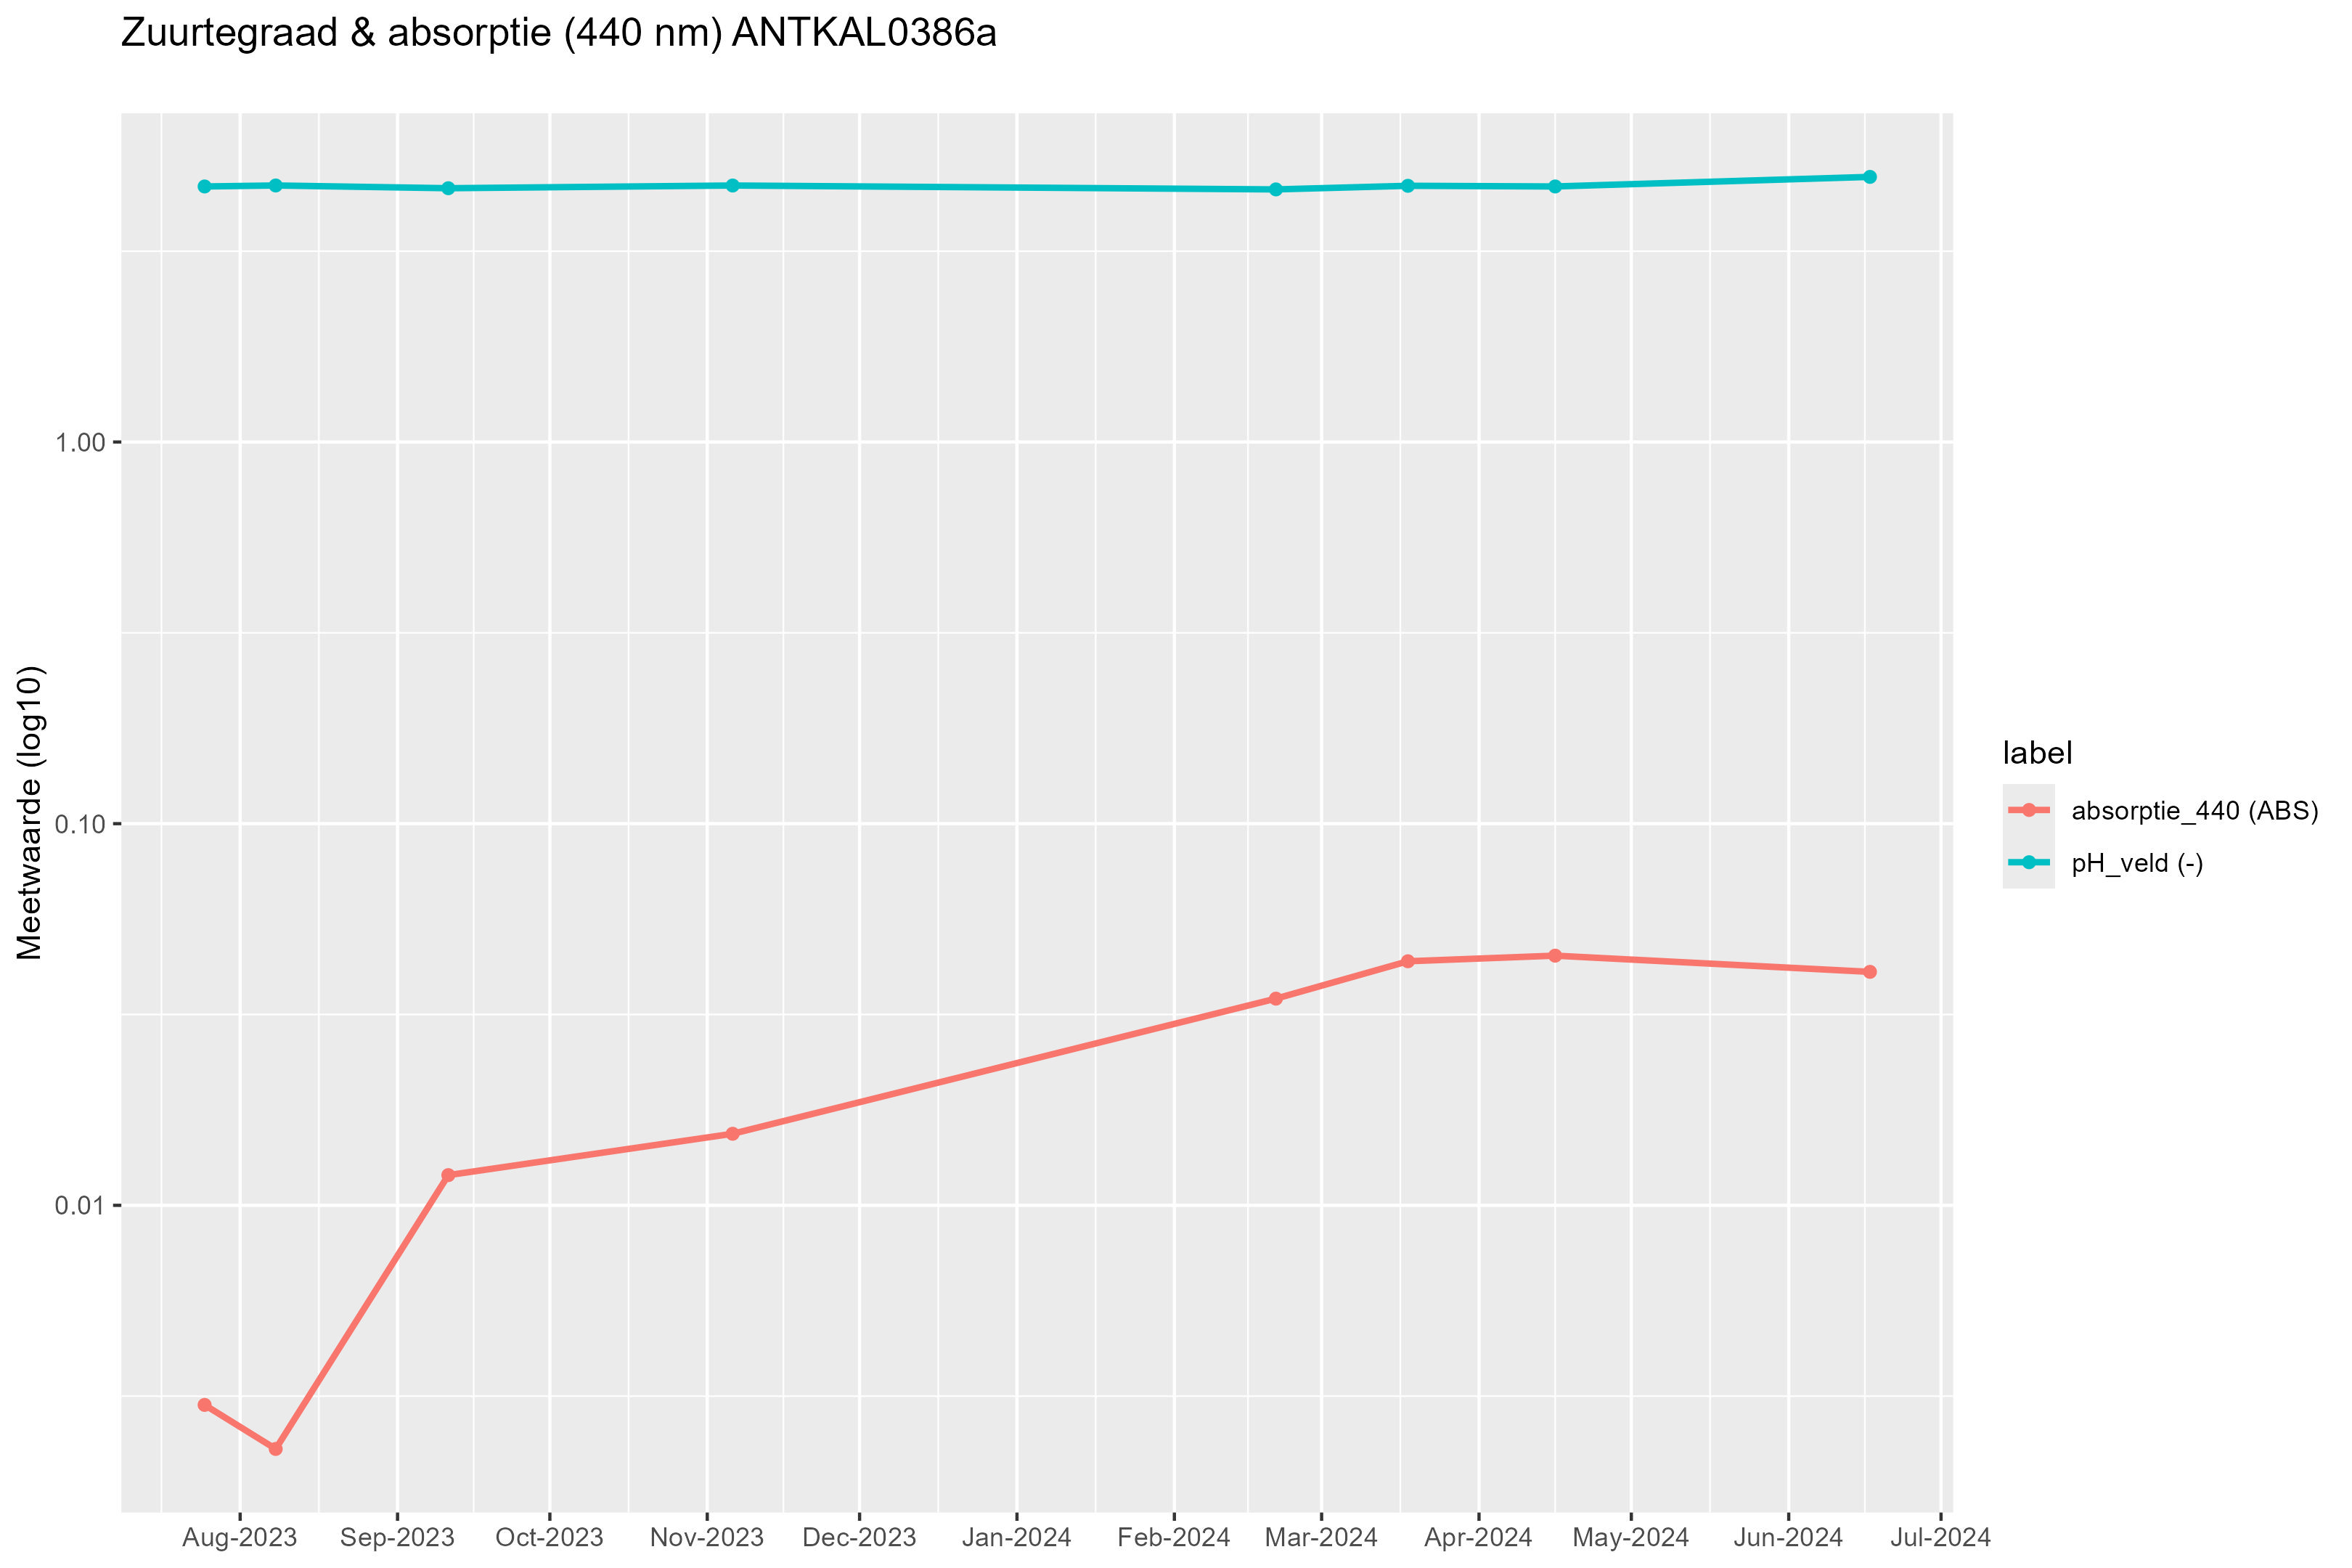 Zuurtegraad & absorptie (440 nm) ANTKAL0386a
Meetwaarde (log10)
1.00
0.10
0.01
Aug-2023 Sep-2023 Oct-2023 Nov-2023 Dec-2023 Jan-2024 Feb-2024 Mar-2024 Apr-2024 May-2024 Jun-2024 Jul-2024
label
absorptie_440 (ABS)
pH_veld (-)